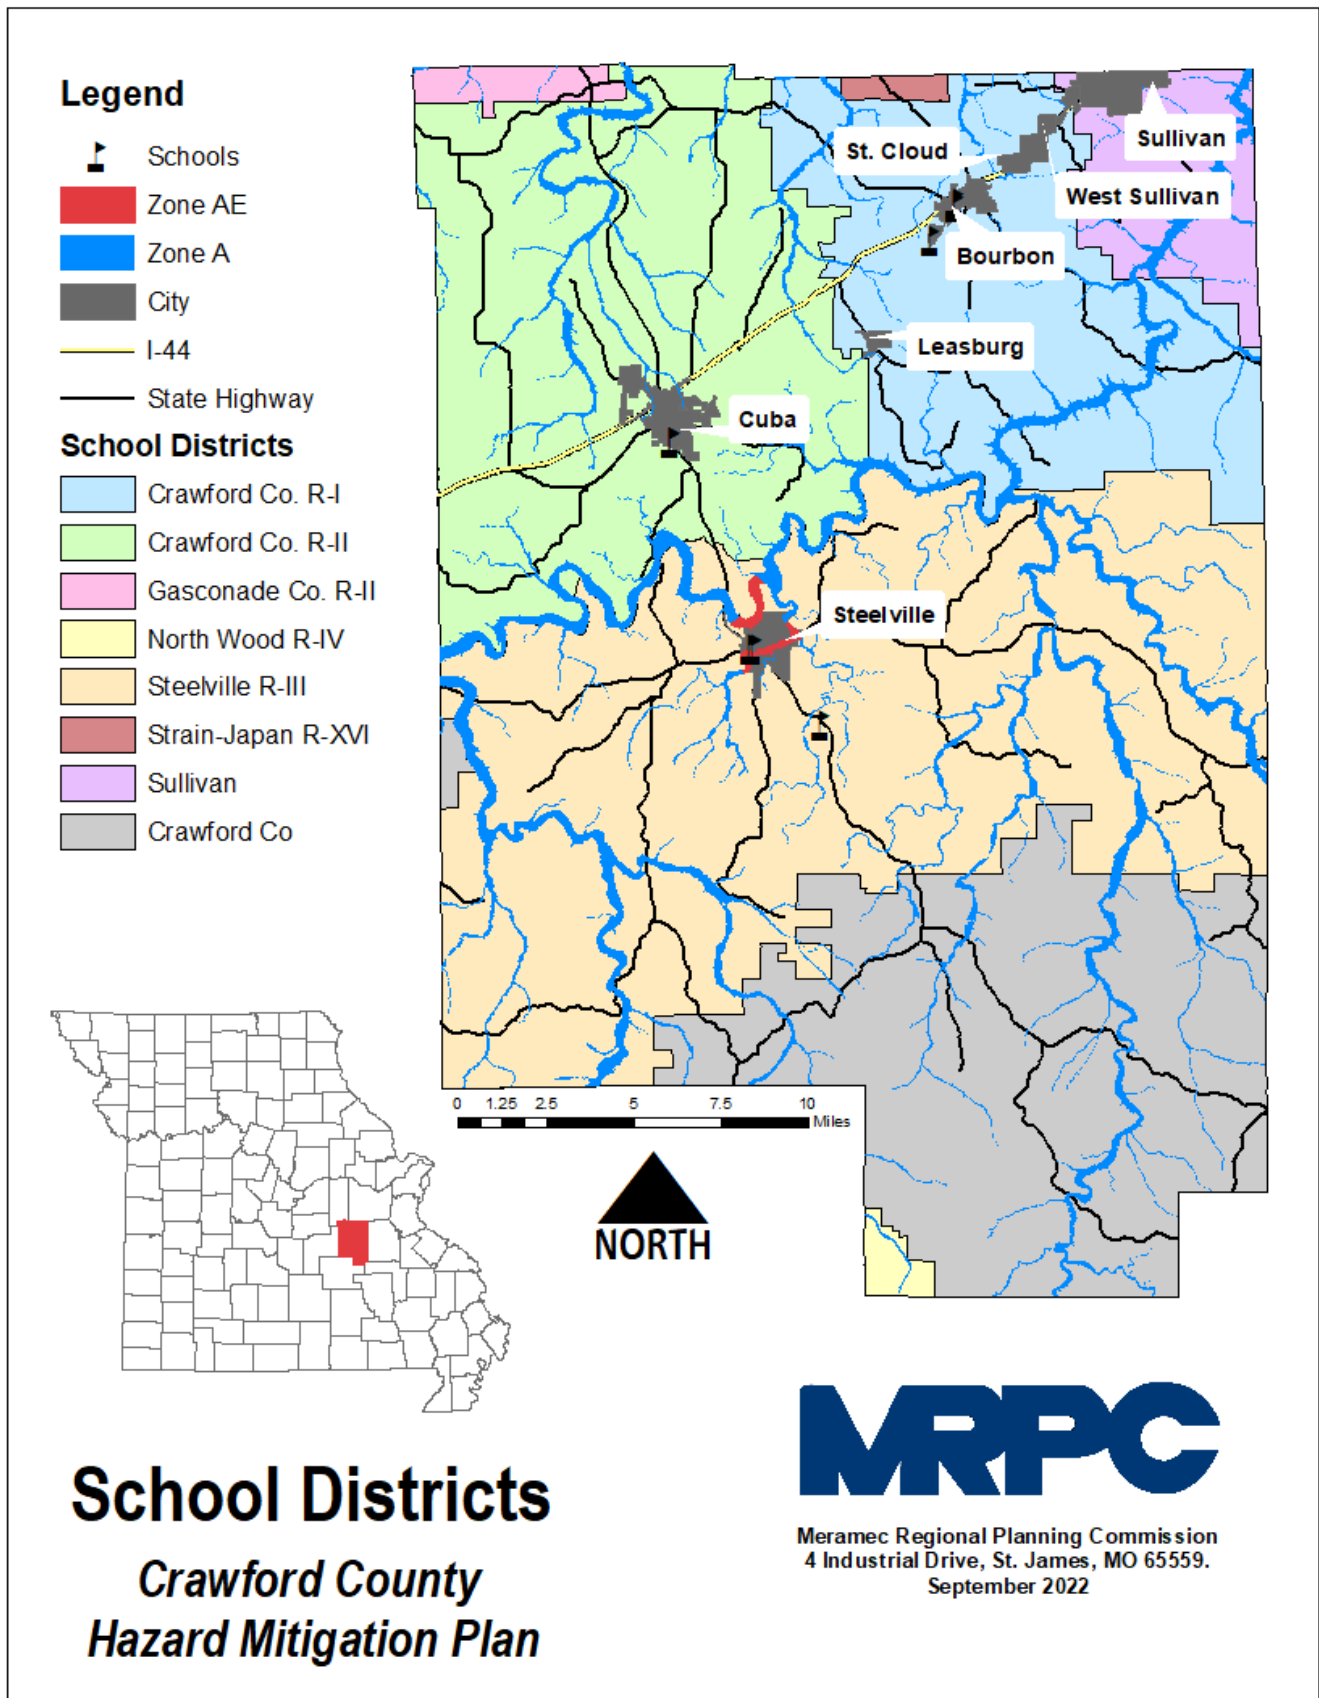 Legend
Schools
Zone AE
Zone A
City
I-44
State Highway
School Districts
Crawford Co. R-I
Crawford Co. R-II
Gasconade Co. R-II
North Wood R-IV
Steelville R-III
Strain-Japan R-XVI
Sullivan
Crawford Co
Sullivan
St. Cloud
West Sullivan
Bourbon
Leasburg
Cuba
Steelville
0 1.25 2.5 5 7.5 10
Miles
NORTH
MRPC
Meramec Regional Planning Commission
4 Industrial Drive, St. James, MO 65559.
September 2022
School Districts
Crawford County
Hazard Mitigation Plan